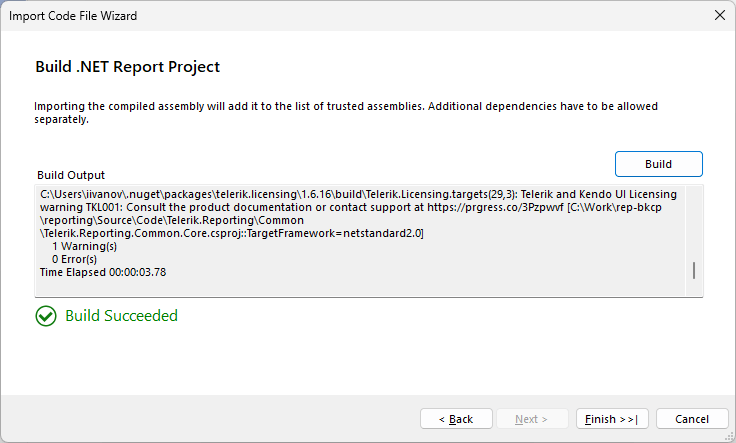 Import Code File Wizard
Build .NET Report Project
Importing the compiled assembly will add it to the list of trusted assemblies. Additional dependencies have to be allowed
separately.
Build
Build Output
C:\Users\iivanov\.nuget\packages\telerik.licensing\1.6.16\build\Telerik.Licensing.targets(29,3): Telerik and Kendo UI Licensing
warning TKL001: Consult the product documentation or contact support at https://prgress.co/3Pzpwvf [C:\Work\rep-bkcp
\reporting\Source\Code\Telerik.Reporting\Common
\Telerik.Reporting.Common.Core.csproj::TargetFramework=netstandard2.0]
1 Warning(s)
0 Error(s)
Time Elapsed 00:00:03.78
Build Succeeded
< Back
Next >
Finish >>|
Cancel